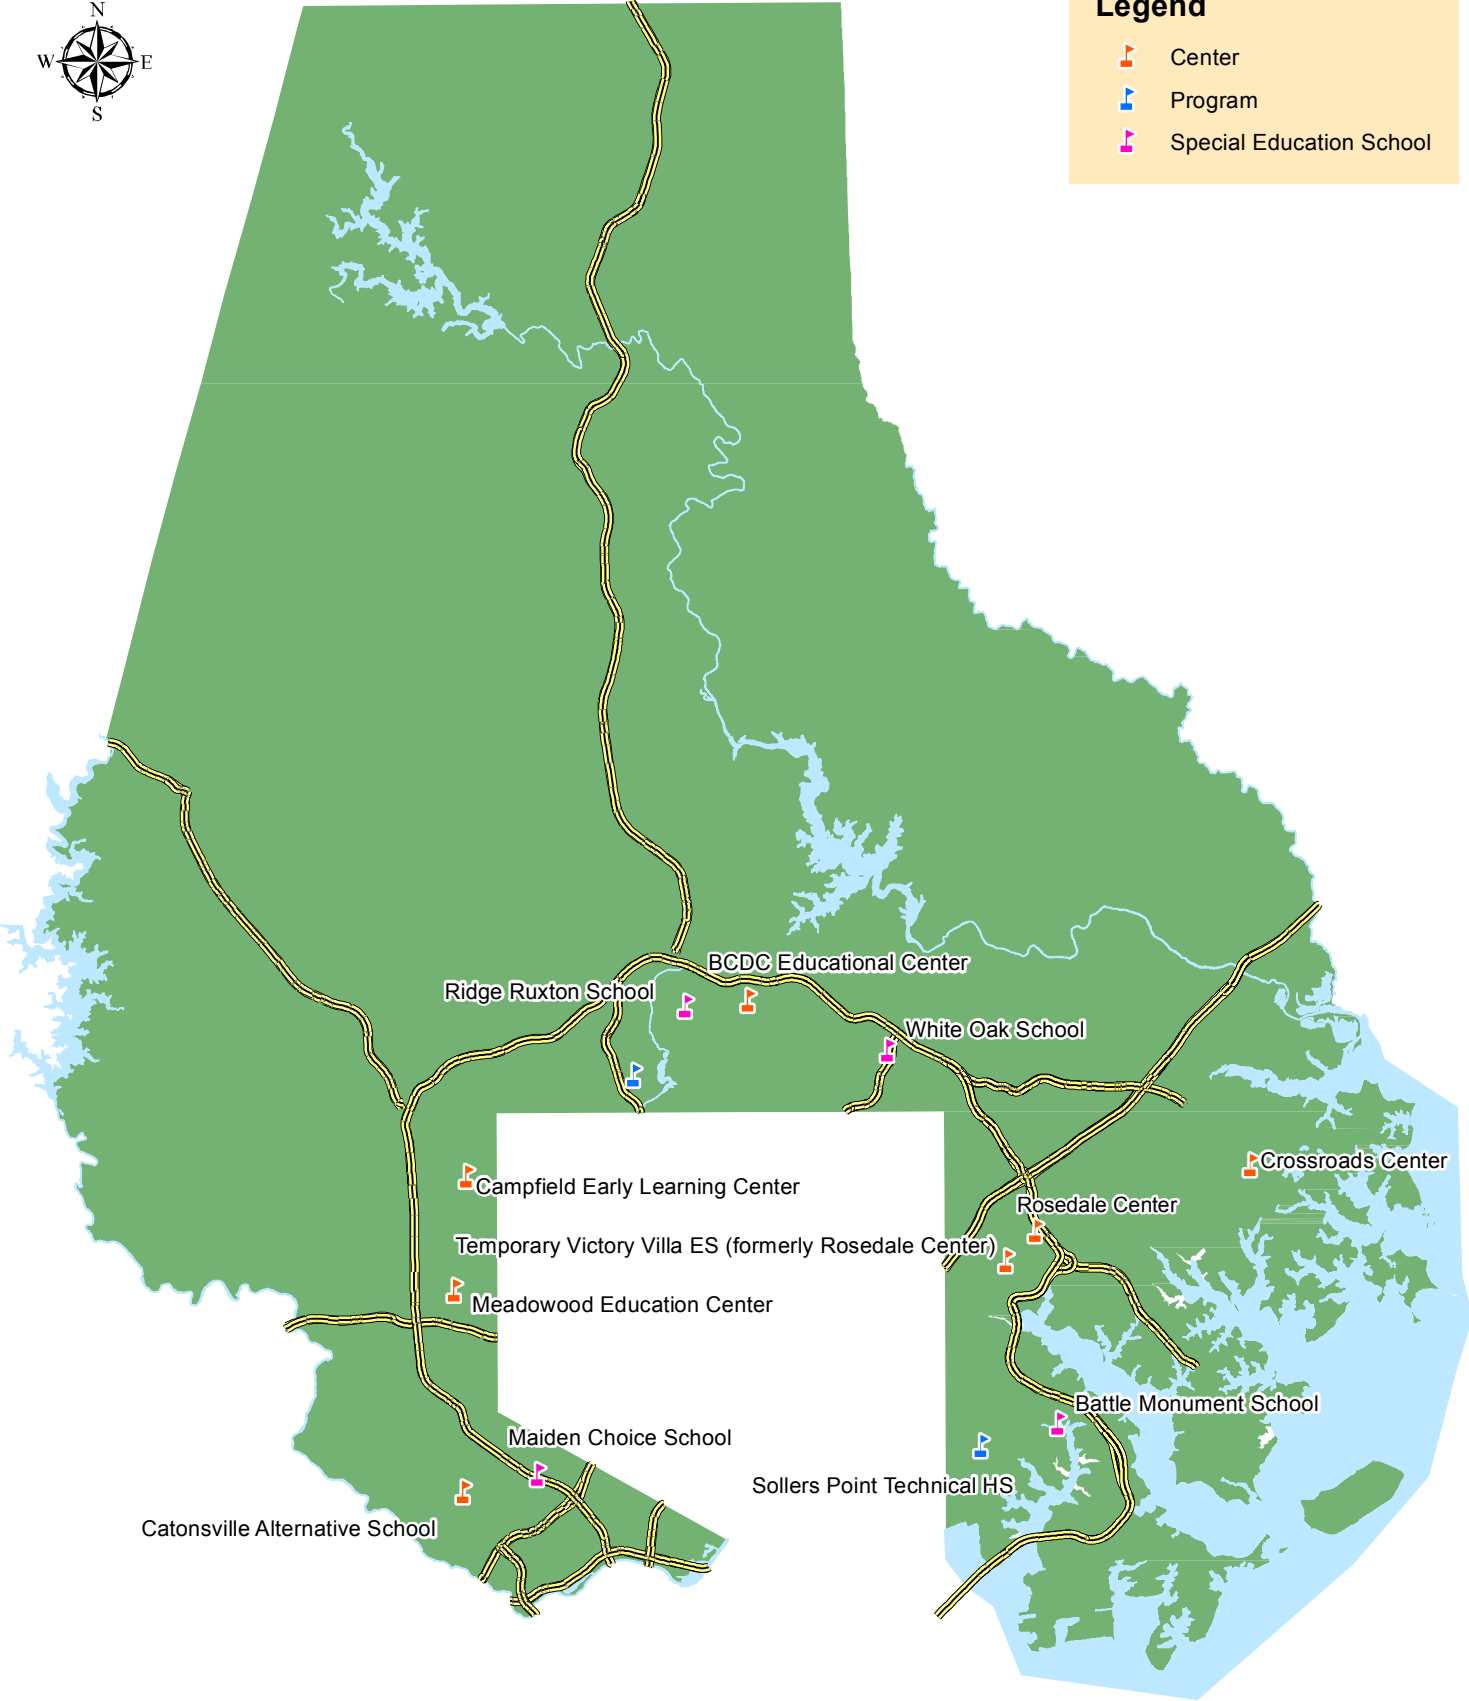 N
W E
S
Legend
Center
Program
Special Education School
BCDC Educational Center
Ridge Ruxton School
White Oak School
Crossroads Center
Campfield Early Learning Center
Rosedale Center
Temporary Victory Villa ES (formerly Rosedale Center)
Meadowood Education Center
Battle Monument School
Maiden Choice School
Sollers Point Technical HS
Catonsville Alternative School